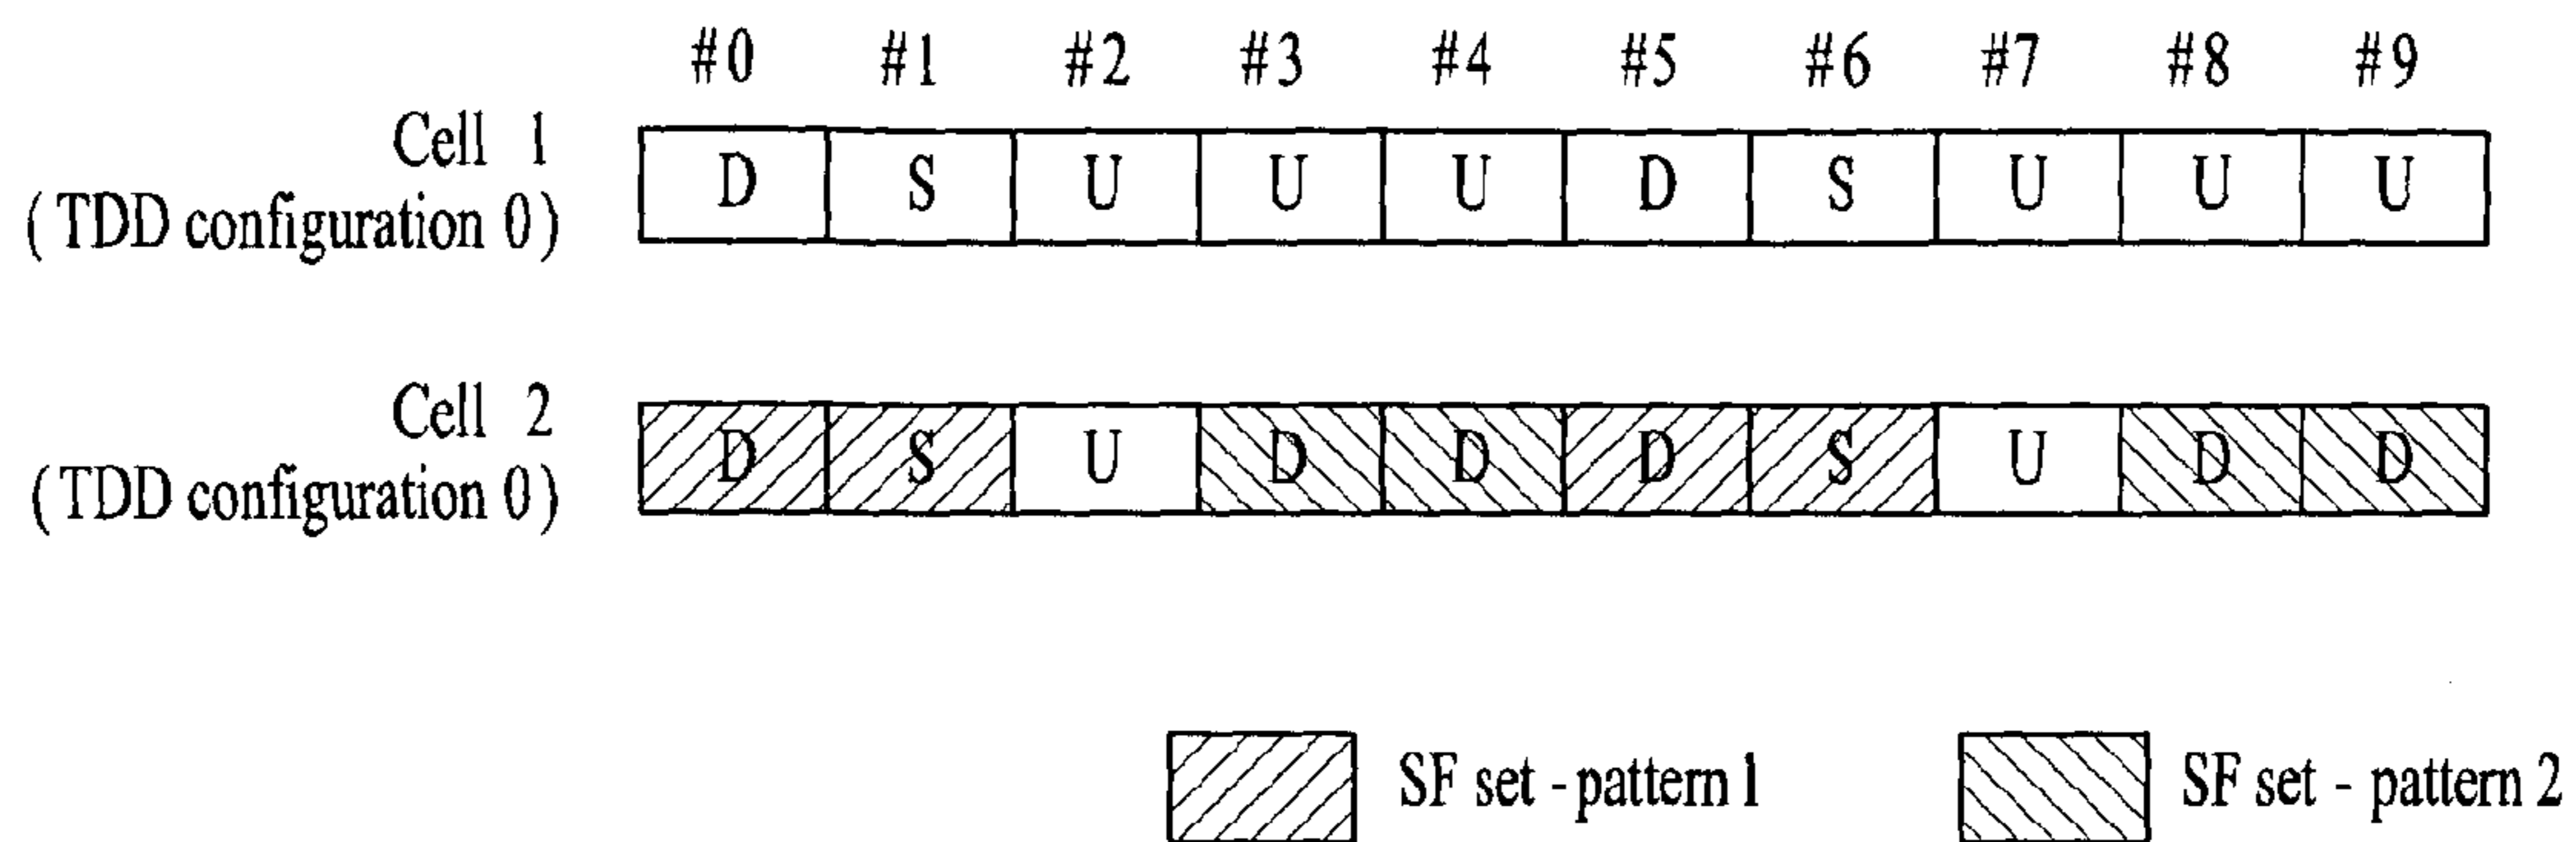 #0 #1 #2 #3 #4 #5 #6 #7 #8 #9
Cell 1
(TDD configuration 0)
D S U U U D S U U U
Cell 2
(TDD configuration 0)
D S U D D D S U D D
SF set - pattern 1
SF set - pattern 2